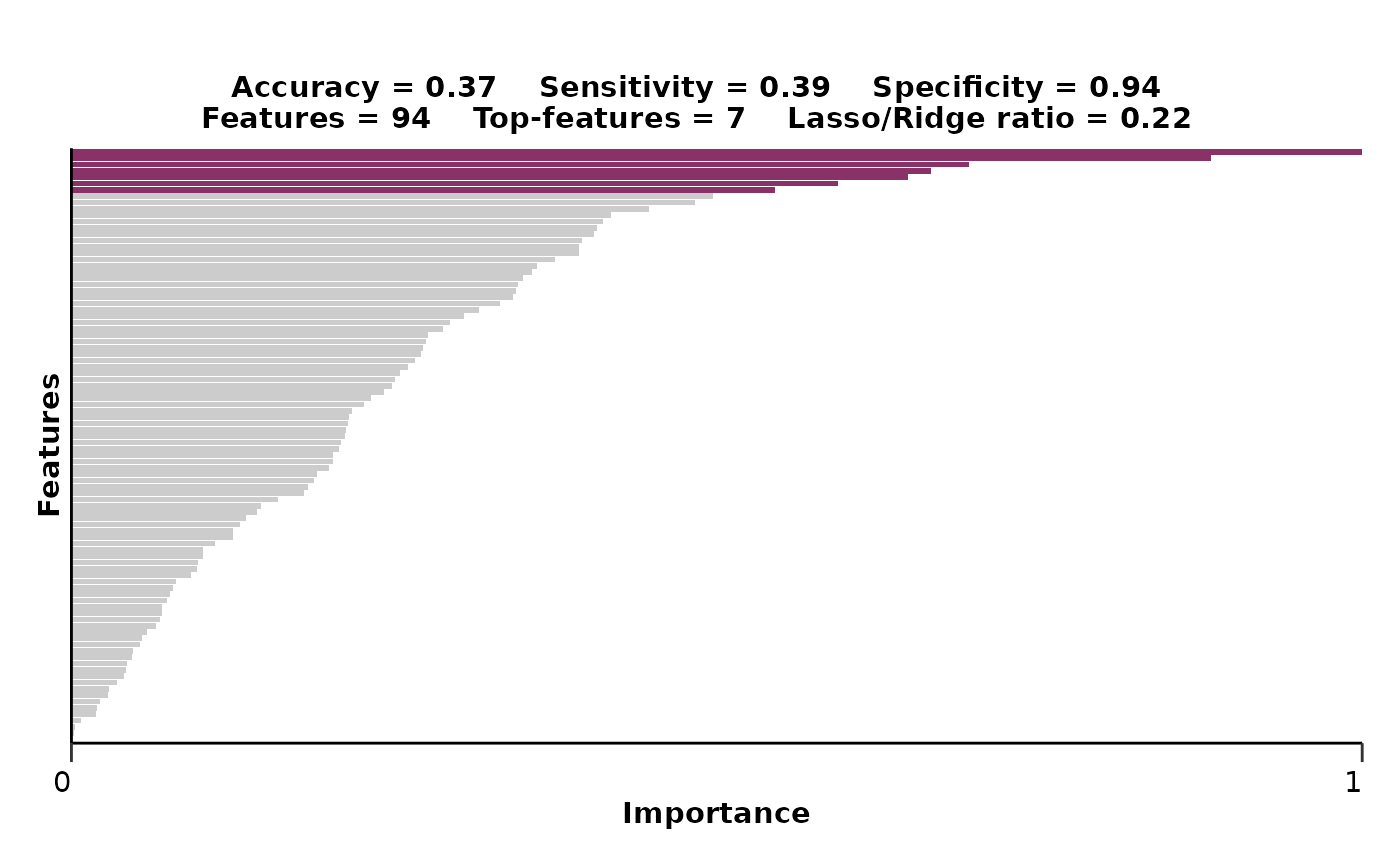 Accuracy = 0.37 Sensitivity = 0.39 Specificity = 0.94
Features = 94 Top-features = 7 Lasso/Ridge ratio = 0.22
Features
0 1
Importance